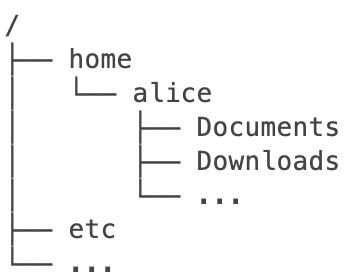 /
├── home
│   └── alice
│       ├── Documents
│       ├── Downloads
│       └── ...
├── etc
└── ...